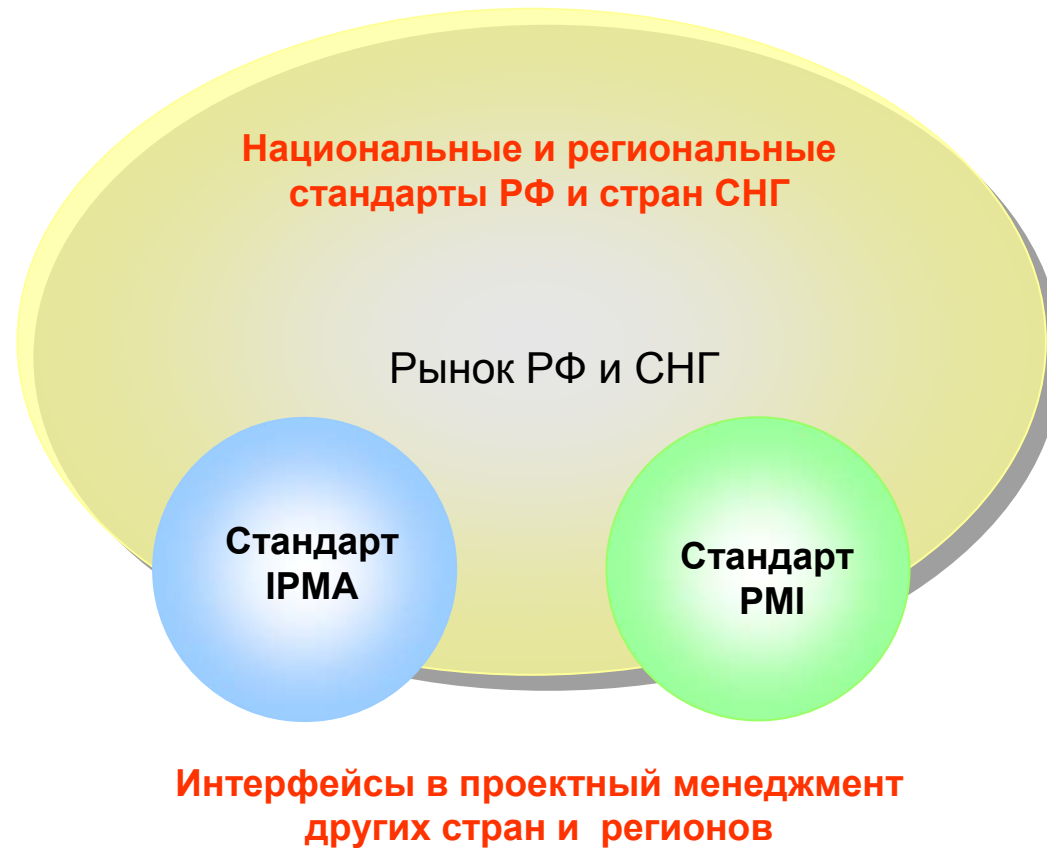 Национальные и региональные
стандарты РФ и стран СНГ
Рынок РФ и СНГ
Стандарт
IPMA
Стандарт
PMI
Интерфейсы в проектный менеджмент
других стран и регионов